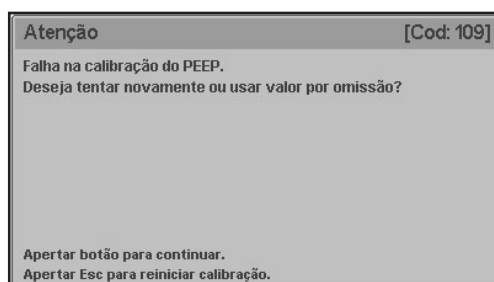 Atenção [Cod: 109]
Falha na calibração do PEEP.
Deseja tentar novamente ou usar valor por omissão?
Apertar botão para continuar.
Apertar Esc para reiniciar calibração.